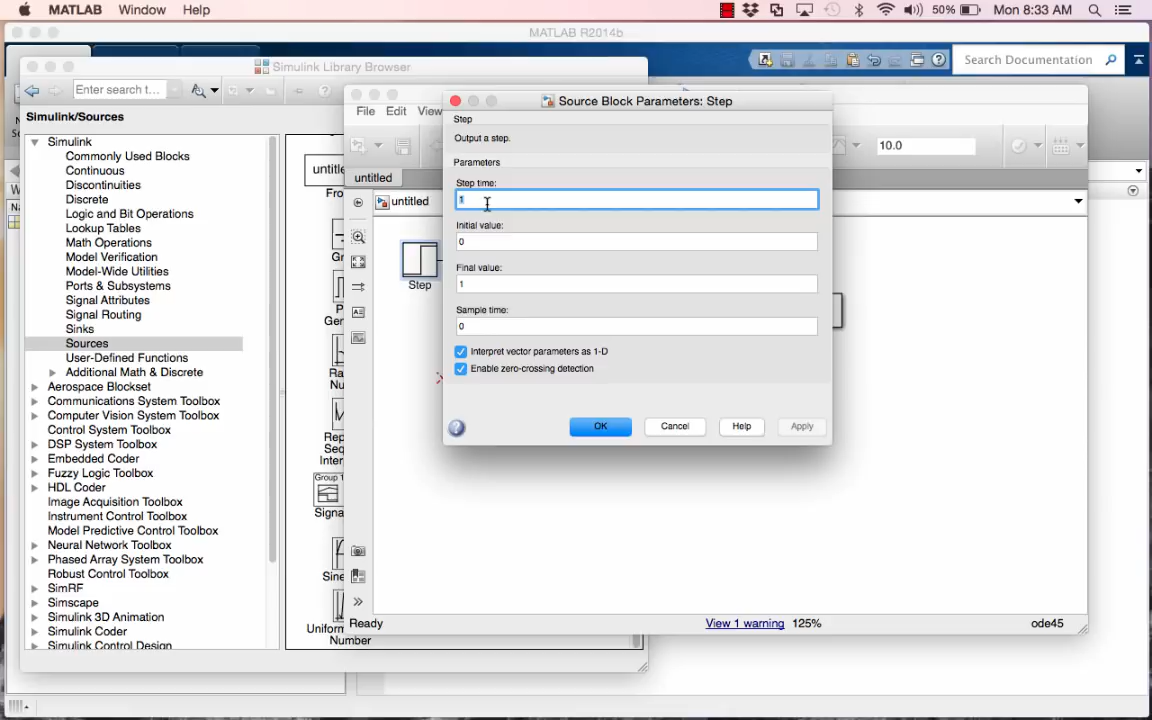 MATLAB Window Help
50% Mon 8:33 AM
MATLAB R2014b
Search Documentation
Simulink Library Browser
Enter search t...
Simulink/Sources
Simulink
Commonly Used Blocks
Continuous
Discontinuities
Discrete
Logic and Bit Operations
Lookup Tables
Math Operations
Model Verification
Model-Wide Utilities
Ports & Subsystems
Signal Attributes
Signal Routing
Sinks
Sources
User-Defined Functions
Additional Math & Discrete
Aerospace Blockset
Communications System Toolbox
Computer Vision System Toolbox
Control System Toolbox
DSP System Toolbox
Embedded Coder
Fuzzy Logic Toolbox
HDL Coder
Image Acquisition Toolbox
Instrument Control Toolbox
Model Predictive Control Toolbox
Neural Network Toolbox
Phased Array System Toolbox
Robust Control Toolbox
SimRF
Simscape
Simulink 3D Animation
Simulink Coder
Simulink Control Design
Group 1
Uniform
Number
File Edit View
10.0
untitled
untitled
Step
Source Block Parameters: Step
Step
Output a step.
Parameters
Step time:
1
Initial value:
0
Final value:
1
Sample time:
0
Interpret vector parameters as 1-D
Enable zero-crossing detection
OK Cancel Help Apply
Ready
View 1 warning 125%
ode45